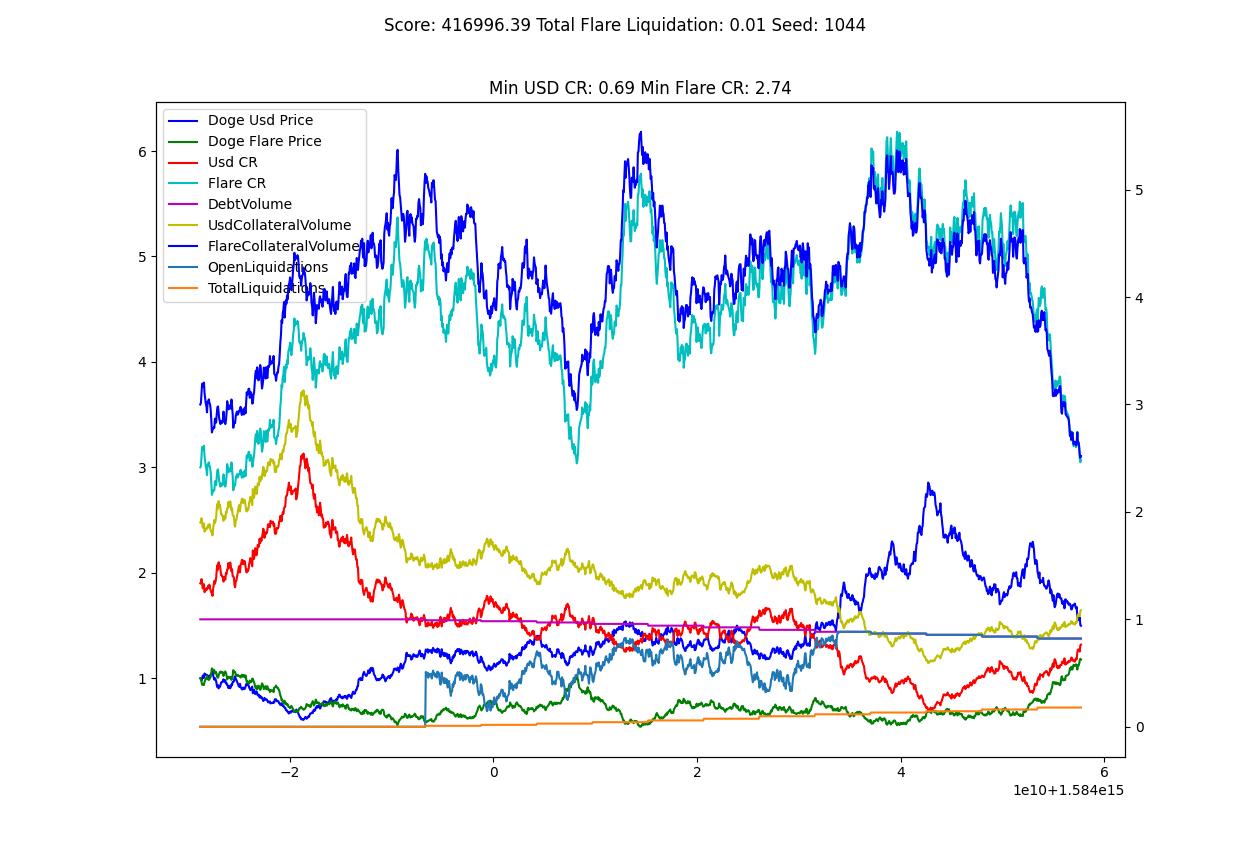 Score: 416996.39 Total Flare Liquidation: 0.01 Seed: 1044
Min USD CR: 0.69 Min Flare CR: 2.74
Doge Usd Price
Doge Flare Price
Usd CR
Flare CR
DebtVolume
UsdCollateralVolume
FlareCollateralVolume
OpenLiquidations
TotalLiquidations
6
5
4
3
2
1
5
4
3
2
1
0
−2
0
2
4
6
1e10+1.584e15